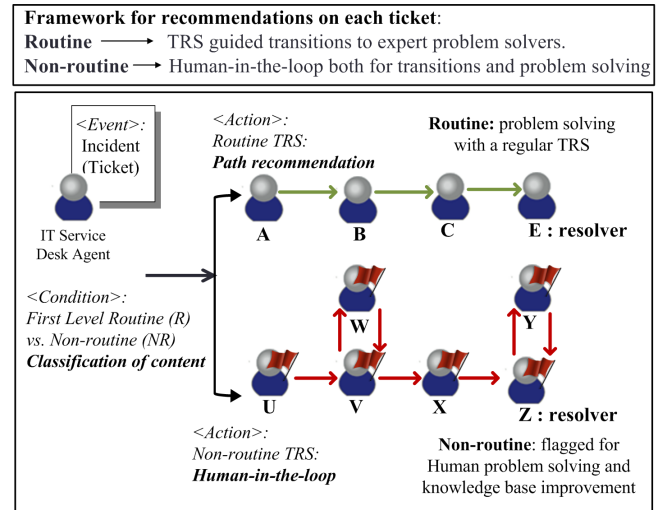 Framework for recommendations on each ticket:
Routine TRS guided transitions to expert problem solvers.
Non-routine Human-in-the-loop both for transitions and problem solving
<Event>:
Incident
(Ticket)
IT Service
Desk Agent
<Condition>:
First Level Routine (R)
vs. Non-routine (NR)
Classification of content
<Action>:
Routine TRS:
Path recommendation
Routine: problem solving
with a regular TRS
A B C E : resolver
W Y
U V X Z : resolver
<Action>:
Non-routine TRS:
Human-in-the-loop
Non-routine: flagged for
Human problem solving and
knowledge base improvement